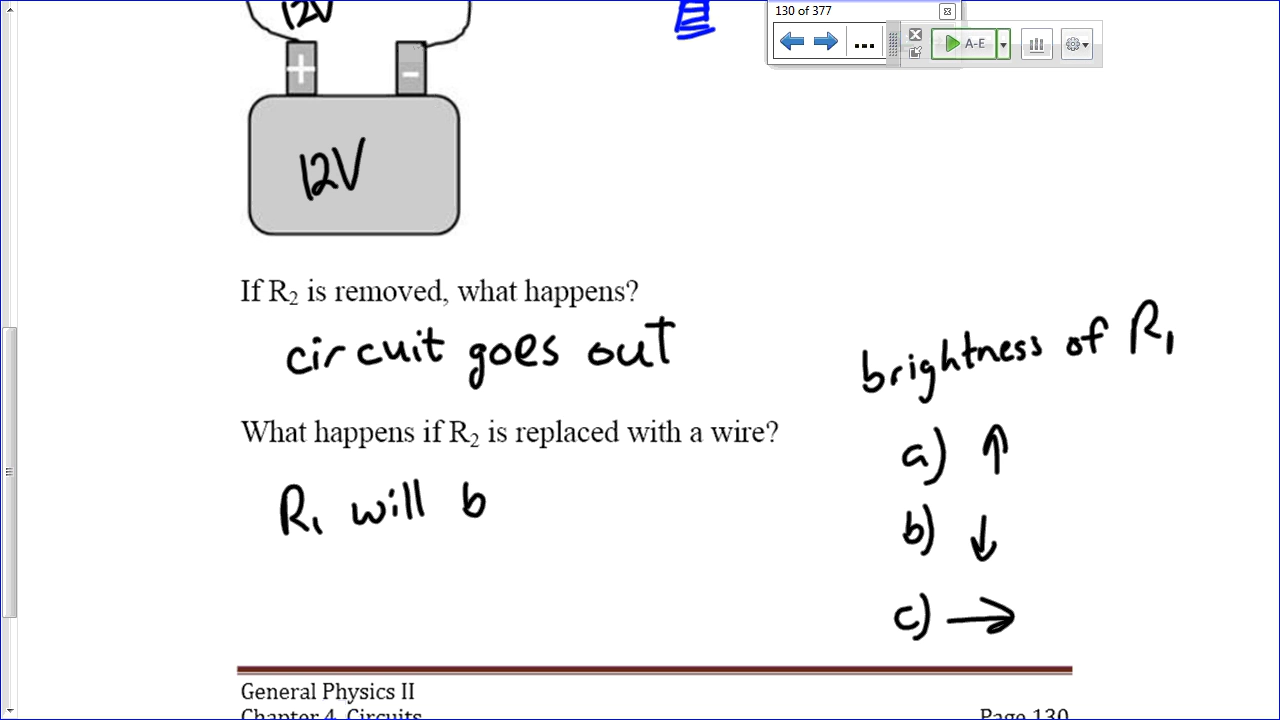 12V
130 of 377
A-E
+ -
12V
If R₂ is removed, what happens?
circuit goes out
brightness of R₁
What happens if R₂ is replaced with a wire?
a) ↑
R₁ will b
b) ↓
c) →
General Physics II
Chapter 4 Circuits
Page 130